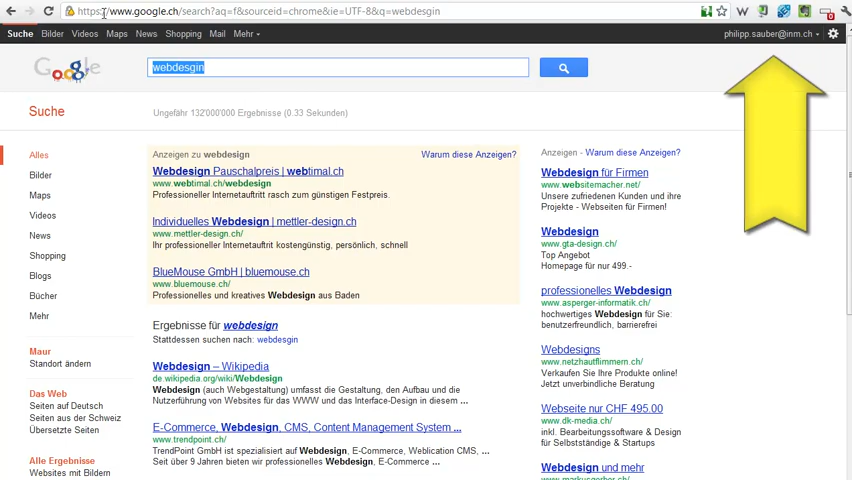 https://www.google.ch/search?aq=f&sourceid=chrome&ie=UTF-8&q=webdesgin
Suche Bilder Videos Maps News Shopping Mail Mehr
philipp.sauber@inm.ch
Google
webdesgin
Suche
Ungefähr 132'000'000 Ergebnisse (0.33 Sekunden)
Alles
Bilder
Maps
Videos
News
Shopping
Blogs
Bücher
Mehr
Maur
Standort ändern
Das Web
Seiten auf Deutsch
Seiten aus der Schweiz
Übersetzte Seiten
Alle Ergebnisse
Websites mit Bildern
Anzeigen zu webdesign
Warum diese Anzeigen?
Webdesign Pauschalpreis | webtimal.ch
www.webtimal.ch/webdesign
Professioneller Internetauftritt rasch zum günstigen Festpreis.
Individuelles Webdesign | mettler-design.ch
www.mettler-design.ch/
Ihr professioneller Internetauftritt kostengünstig, persönlich, schnell
BlueMouse GmbH | bluemouse.ch
www.bluemouse.ch/
Professionelles und kreatives Webdesign aus Baden
Ergebnisse für webdesign
Stattdessen suchen nach: webdesgin
Webdesign – Wikipedia
de.wikipedia.org/wiki/Webdesign
Webdesign (auch Webgestaltung) umfasst die Gestaltung, den Aufbau und die
Nutzerführung von Websites für das WWW und das Interface-Design in diesem ...
E-Commerce, Webdesign, CMS, Content Management System ...
www.trendpoint.ch/
TrendPoint GmbH ist spezialisiert auf Webdesign, E-Commerce, Weblication CMS, ...
Seit über 9 Jahren bieten wir professionelles Webdesign, E-Commerce ...
Anzeigen - Warum diese Anzeigen?
Webdesign für Firmen
www.websitemacher.net/
Unsere zufriedenen Kunden und ihre
Projekte - Webseiten für Firmen!
Webdesign
www.gta-design.ch/
Top Angebot
Homepage für nur 499.-
professionelles Webdesign
www.asperger-informatik.ch/
hochwertiges Webdesign für Sie:
benutzerfreundlich, barrierefrei
Webdesigns
www.netzhautflimmern.ch/
Verkaufen Sie Ihre Produkte online!
Jetzt unverbindliche Beratung
Webseite nur CHF 495.00
www.dk-media.ch/
inkl. Bearbeitungssoftware & Design
für Selbstständige & Startups
Webdesign und mehr
www.markusgerber.ch/